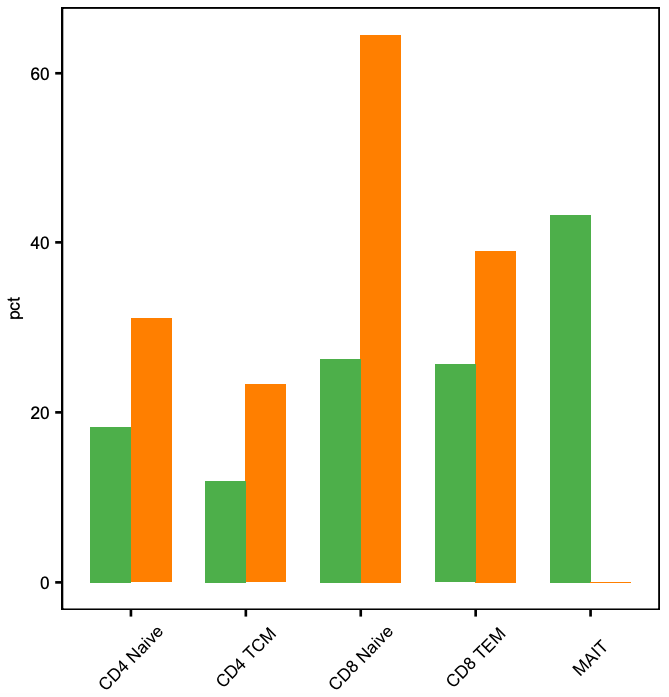 60
40
20
0
pct
CD4 Naive
CD4 TCM
CD8 Naive
CD8 TEM
MAIT